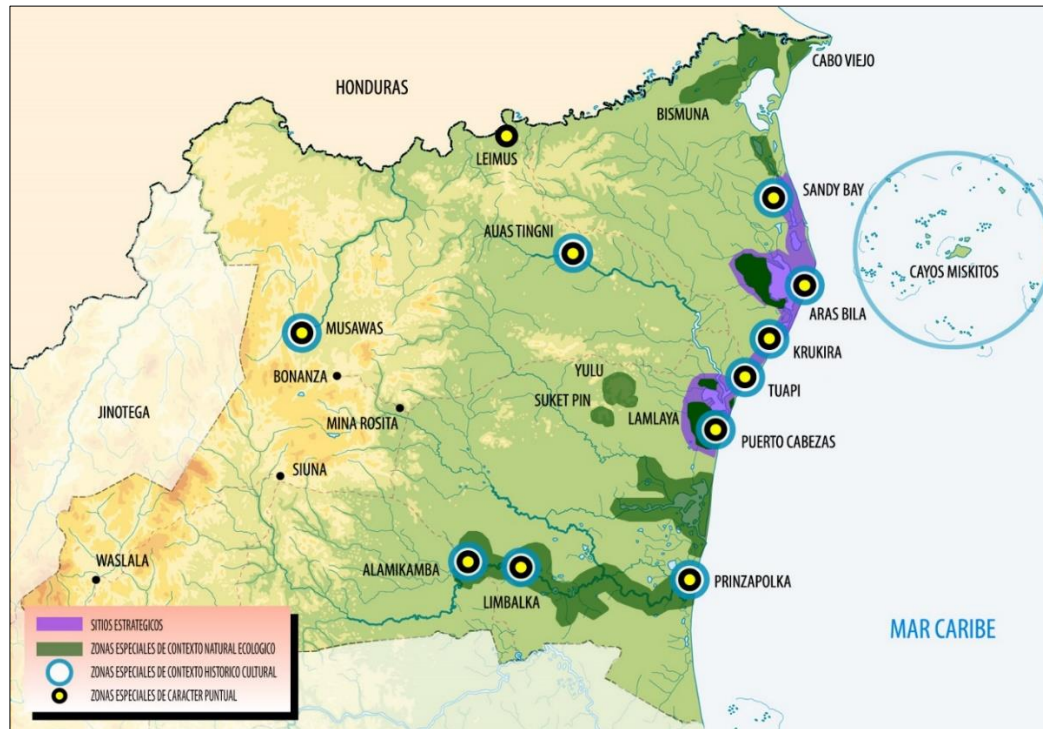 CABO VIEJO
HONDURAS
BISMUNA
LEIMUS
SANDY BAY
AUAS TINGNI
CAYOS MISKITOS
ARAS BILA
MUSAWAS
KRUKIRA
YULU
BONANZA
TUAPI
SUKET PIN
JINOTEGA
LAMLAYA
MINA ROSITA
PUERTO CABEZAS
SIUNA
WASLALA
ALAMIKAMBA
PRINZAPOLKA
LIMBALKA
MAR CARIBE
SITIOS ESTRATEGICOS
ZONAS ESPECIALES DE CONTEXTO NATURAL ECOLOGICO
ZONAS ESPECIALES DE CONTEXTO HISTORICO CULTURAL
ZONAS ESPECIALES DE CARACTER PUNTUAL